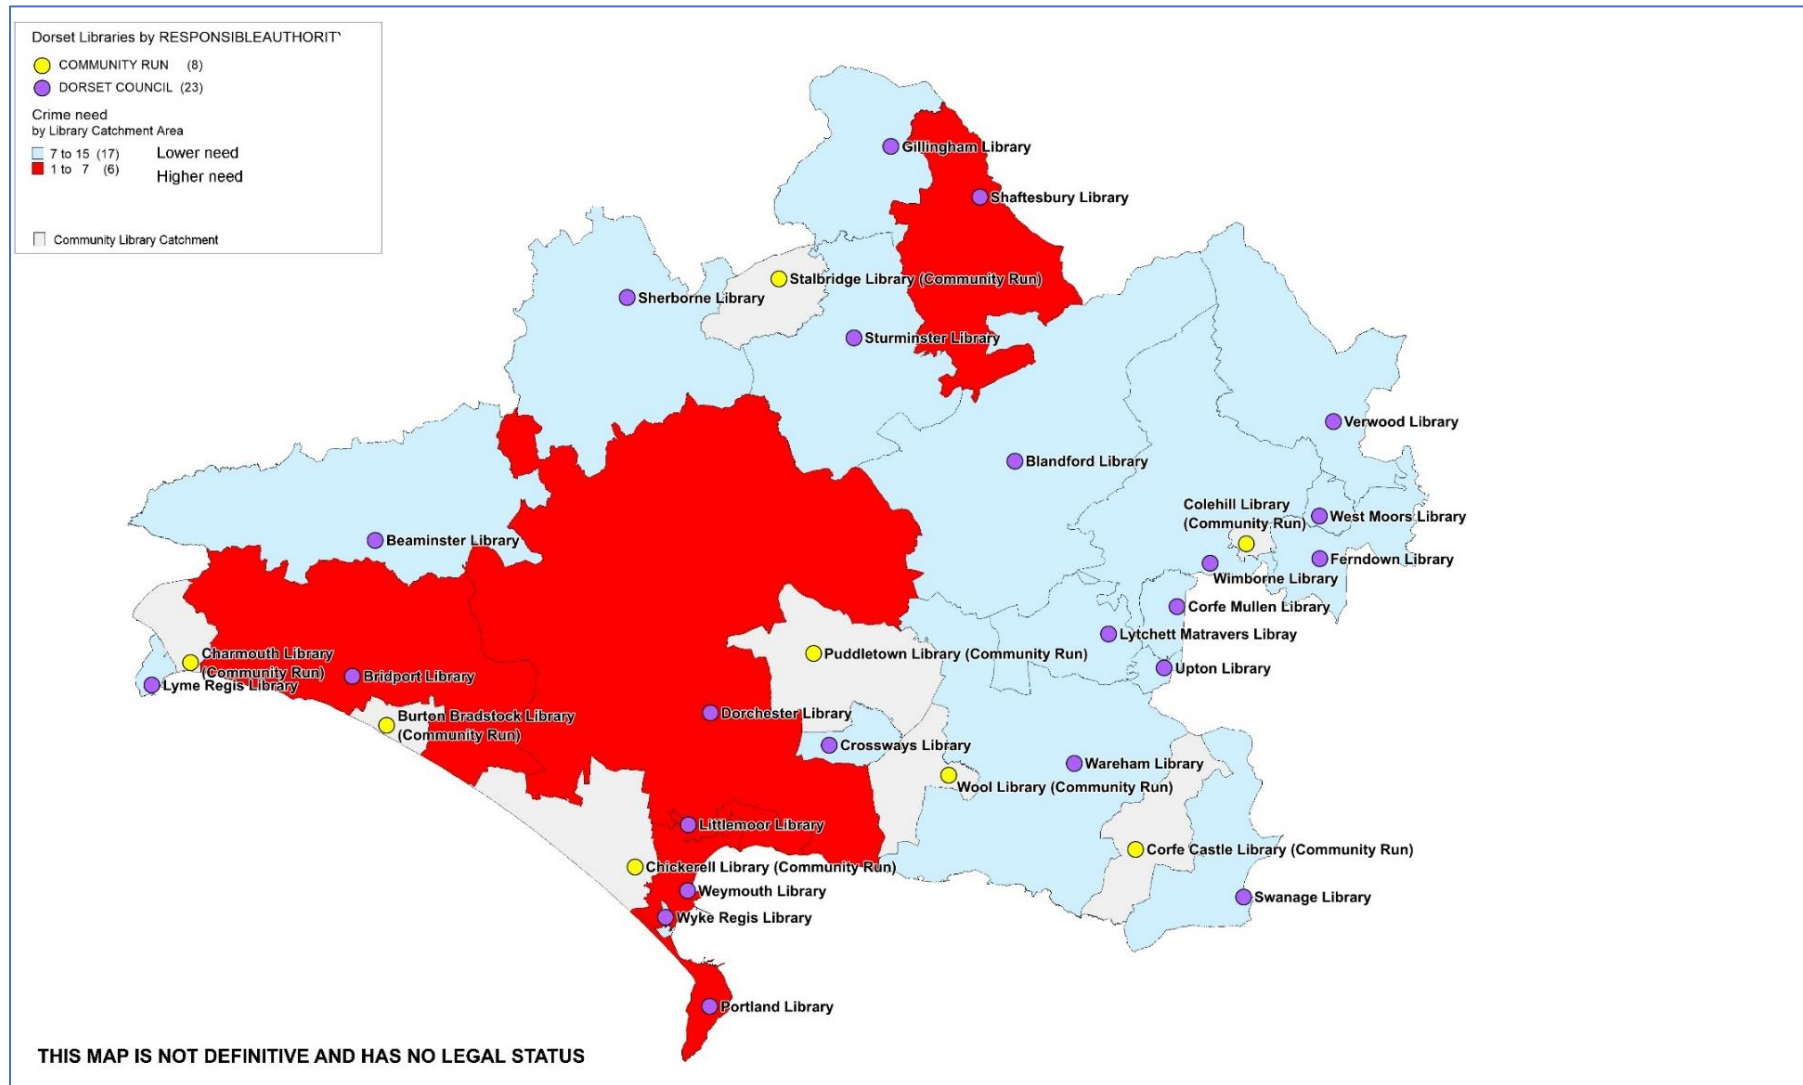 Dorset Libraries by RESPONSIBLEAUTHORIT
COMMUNITY RUN (8)
DORSET COUNCIL (23)
Crime need
by Library Catchment Area
7 to 15 (17) Lower need
1 to 7 (6) Higher need
Community Library Catchment
Gillingham Library
Shaftesbury Library
Stalbridge Library (Community Run)
Sherborne Library
Sturminster Library
Verwood Library
Blandford Library
Colehill Library
(Community Run)
West Moors Library
Beaminster Library
Ferndown Library
Wimborne Library
Corfe Mullen Library
Lytchett Matravers Libray
Charmouth Library
(Community Run)
Puddletown Library (Community Run)
Upton Library
Bridport Library
Lyme Regis Library
Burton Bradstock Library
(Community Run)
Dorchester Library
Crossways Library
Wareham Library
Wool Library (Community Run)
Littlemoor Library
Corfe Castle Library (Community Run)
Chickerell Library (Community Run)
Weymouth Library
Swanage Library
Wyke Regis Library
Portland Library
THIS MAP IS NOT DEFINITIVE AND HAS NO LEGAL STATUS